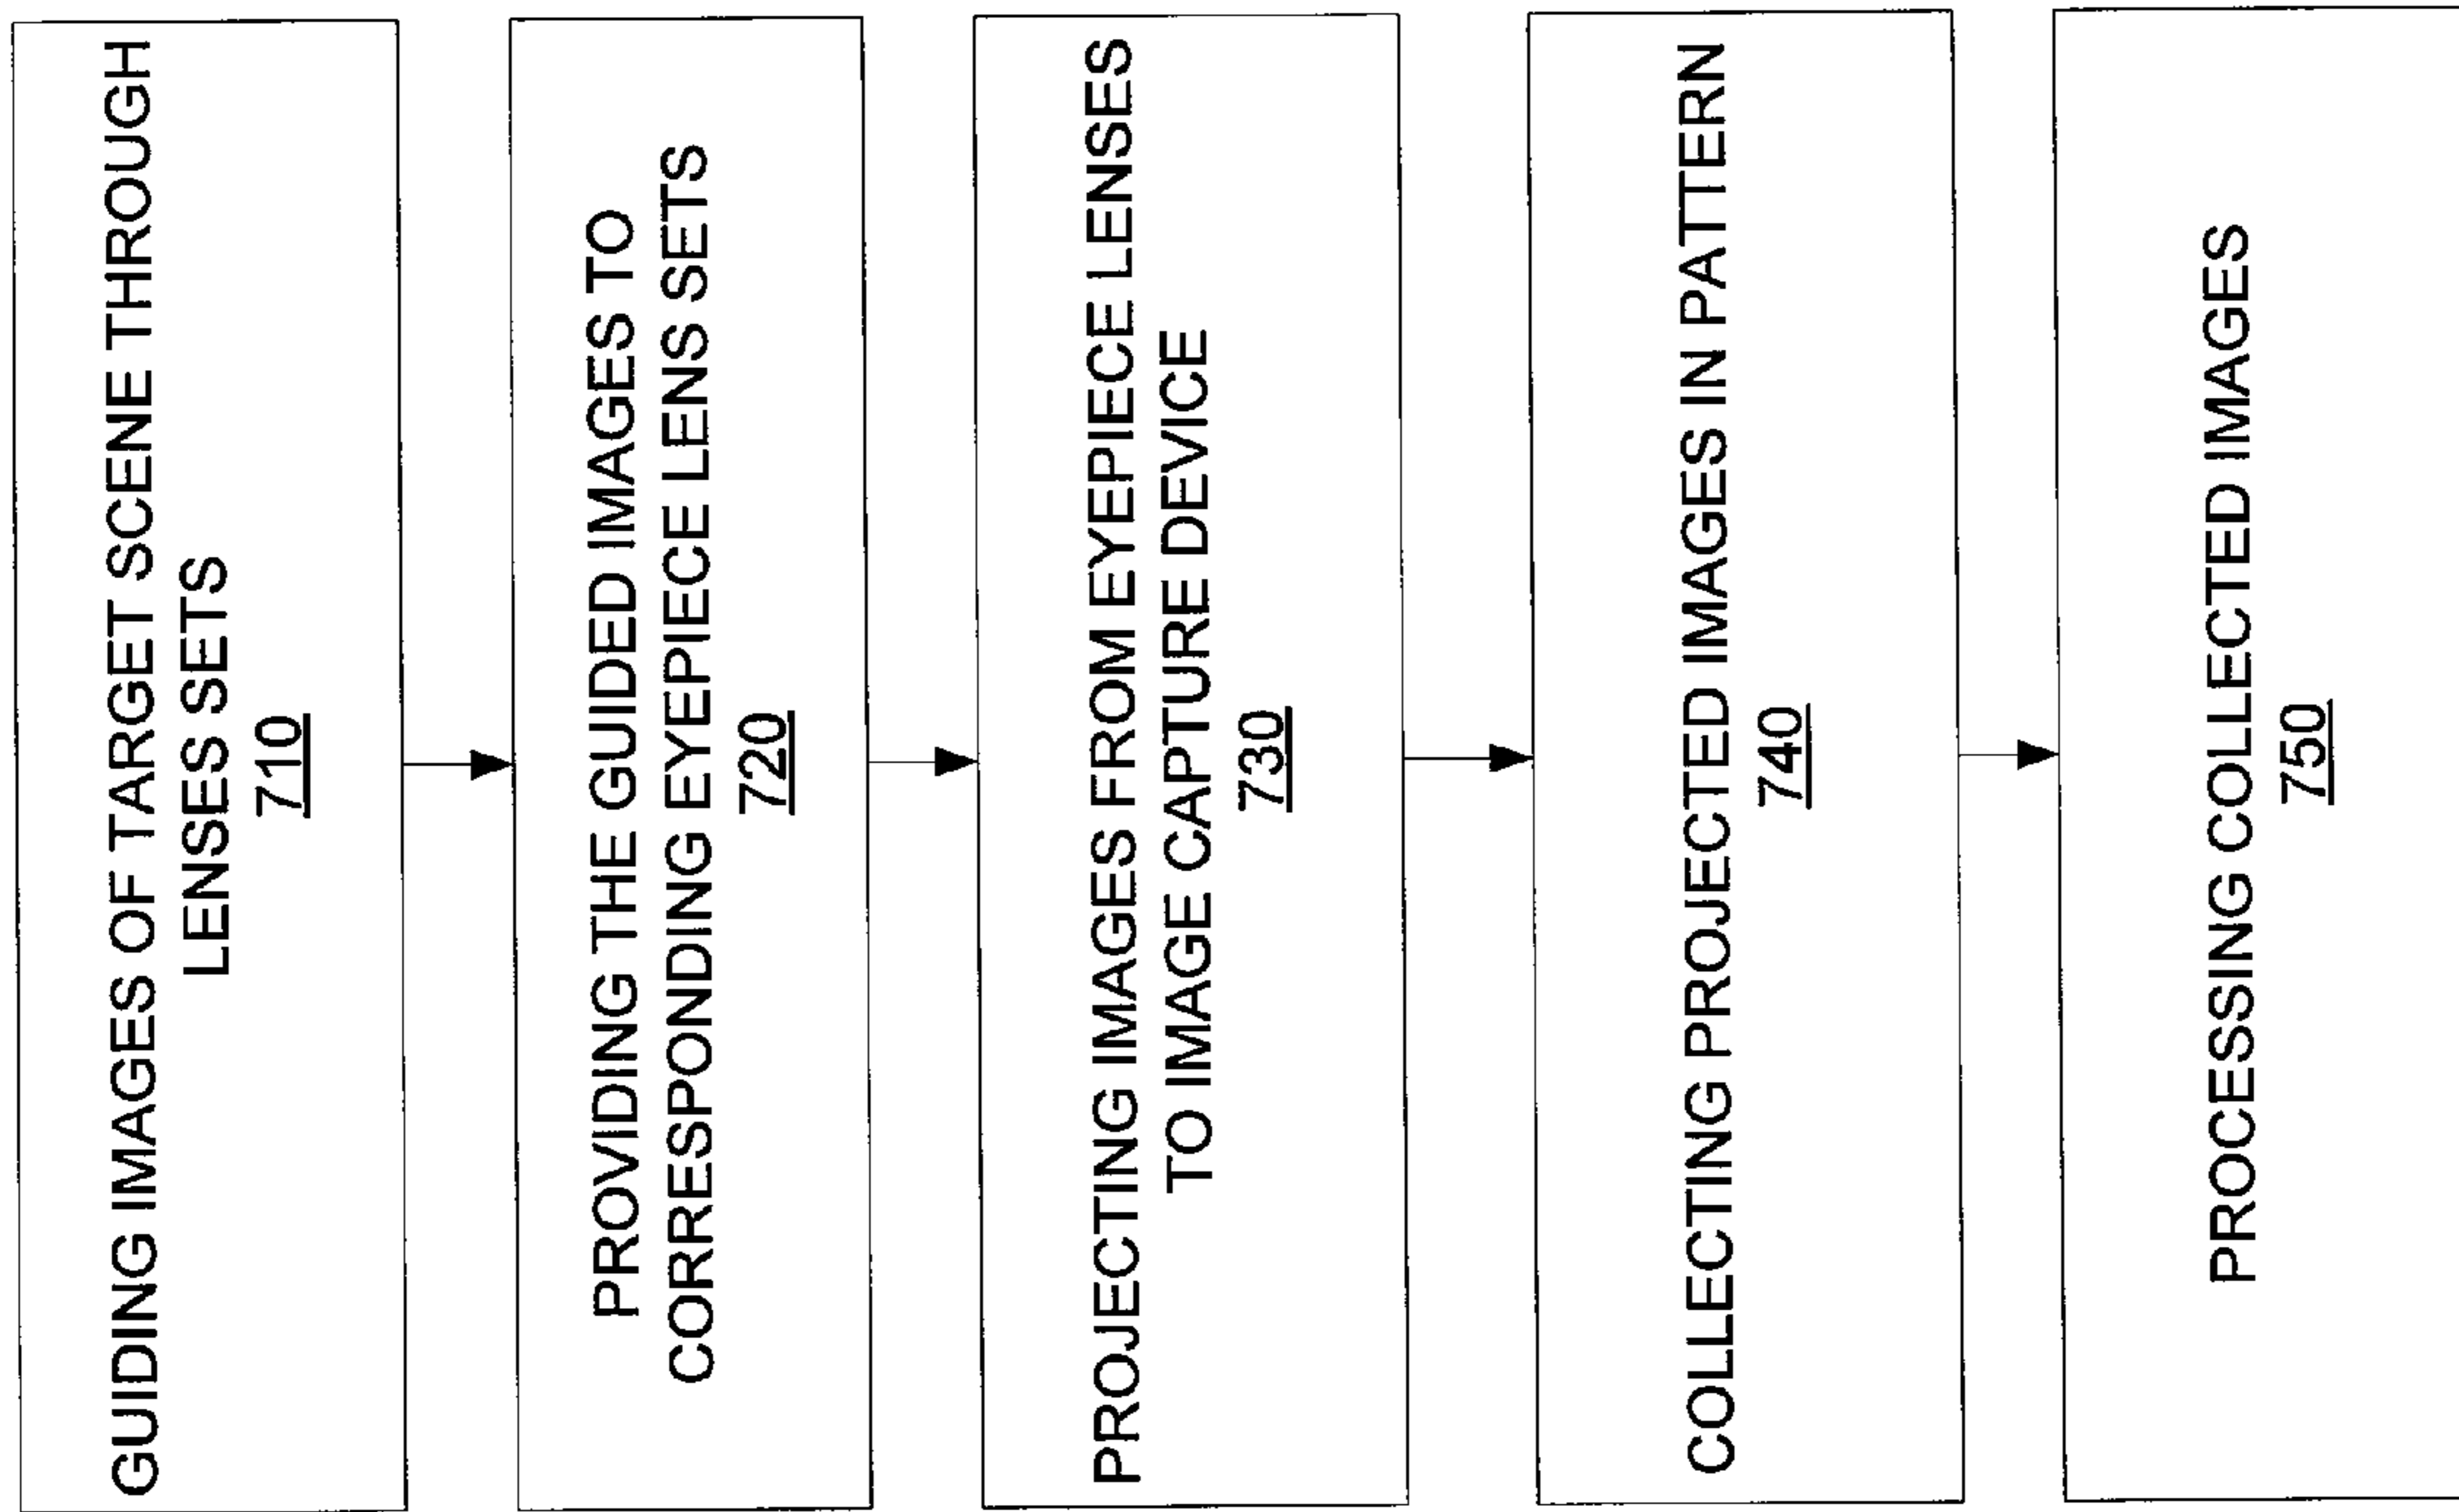 GUIDING IMAGES OF TARGET SCENE THROUGH
LENSES SETS
710
PROVIDING THE GUIDED IMAGES TO
CORRESPONDING EYEPIECE LENS SETS
720
PROJECTING IMAGES FROM EYEPIECE LENSES
TO IMAGE CAPTURE DEVICE
730
COLLECTING PROJECTED IMAGES IN PATTERN
740
PROCESSING COLLECTED IMAGES
750